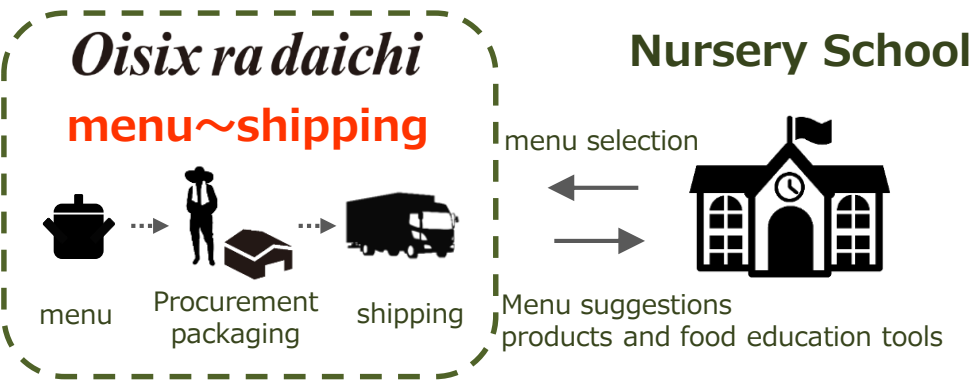 Oisix ra daichi
menu～shipping
menu
Procurement
packaging
shipping
Nursery School
menu selection
Menu suggestions
products and food education tools